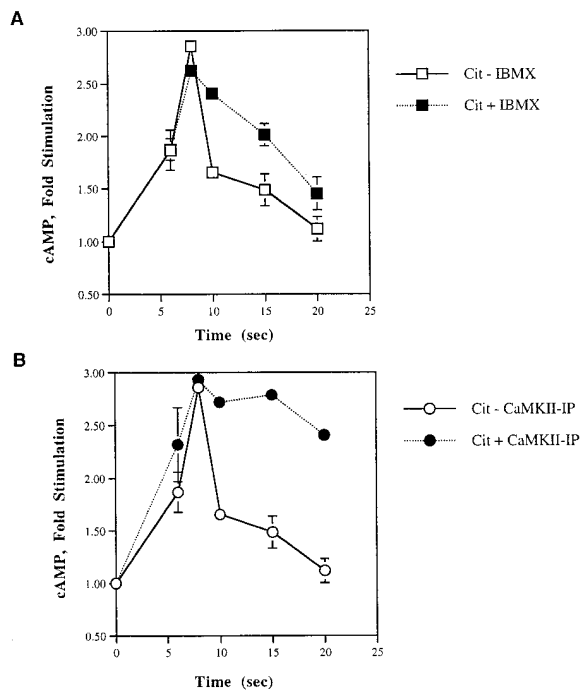 A
3.00
2.50
2.00
1.50
1.00
0.50
cAMP, Fold Stimulation
0 5 10 15 20 25
Time (sec)
Cit - IBMX
Cit + IBMX
B
3.00
2.50
2.00
1.50
1.00
0.50
cAMP, Fold Stimulation
0 5 10 15 20 25
Time (sec)
Cit - CaMKII-IP
Cit + CaMKII-IP